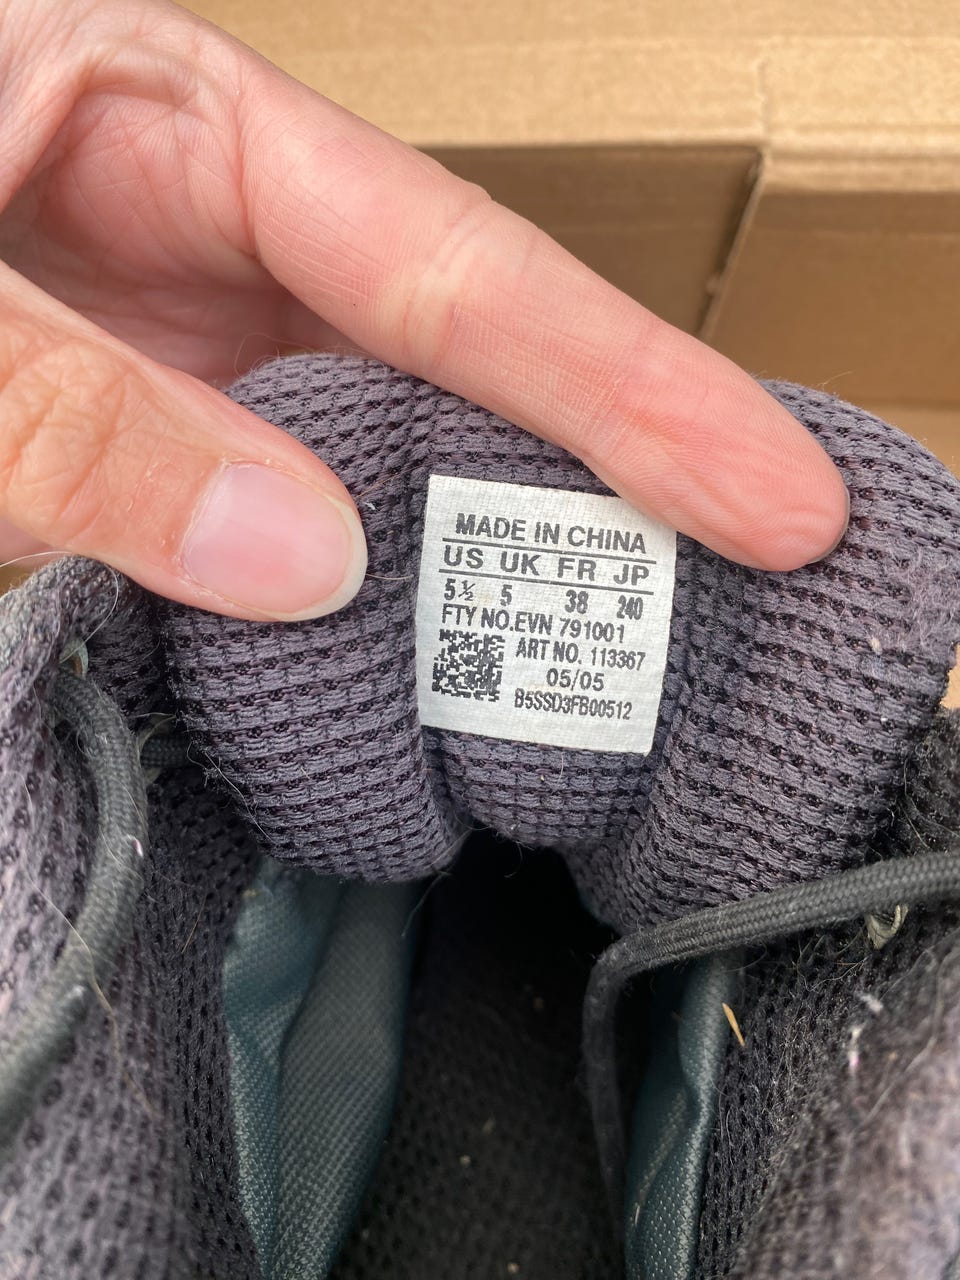 MADE IN CHINA
US UK FR JP
5½ 5 38 240
FTY NO.EVN 791001
ART NO. 113367
05/05
B5SSD3FB00512